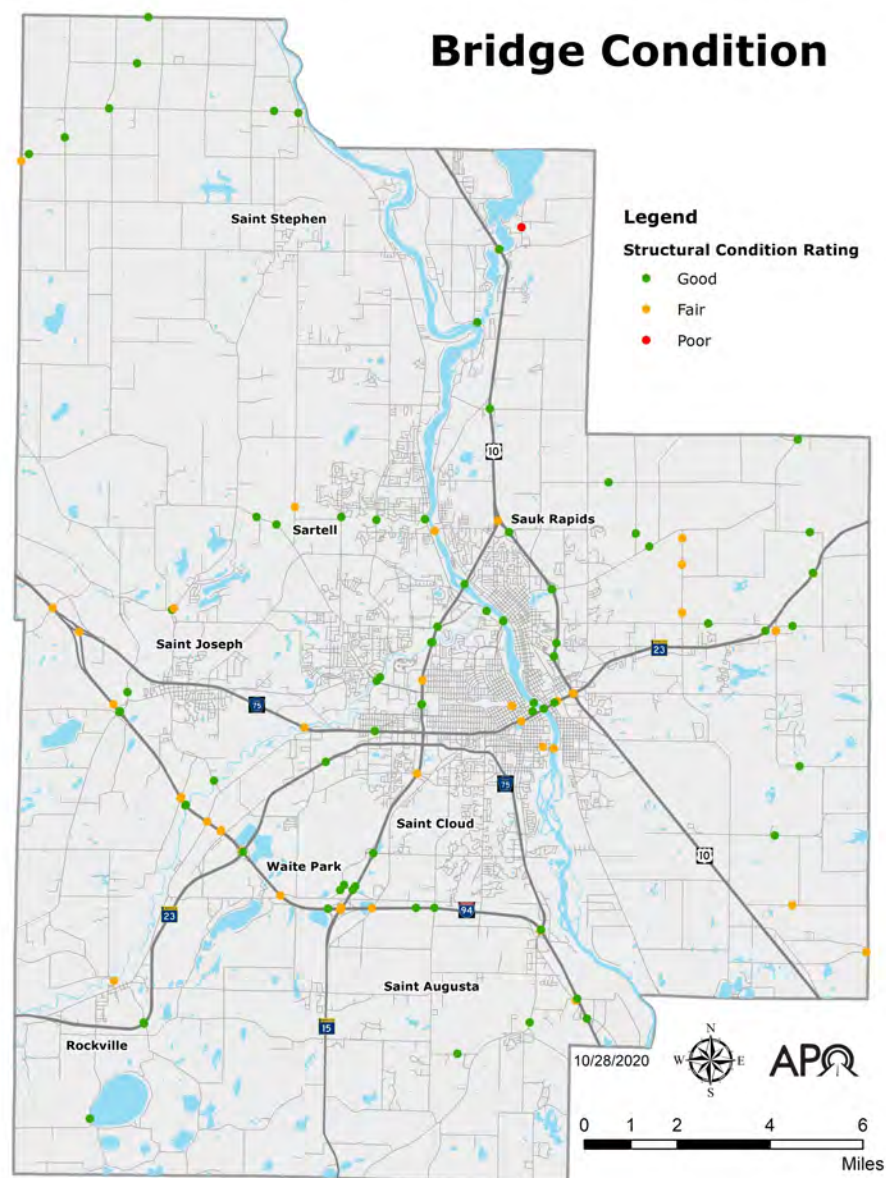 Bridge Condition
Saint Stephen
Legend
Structural Condition Rating
Good
Fair
Poor
10
Sartell
Sauk Rapids
Saint Joseph
23
75
75
Saint Cloud
Waite Park
10
23
94
Saint Augusta
15
Rockville
10/28/2020
N
W
E
S
APO
0 1 2 4 6
Miles